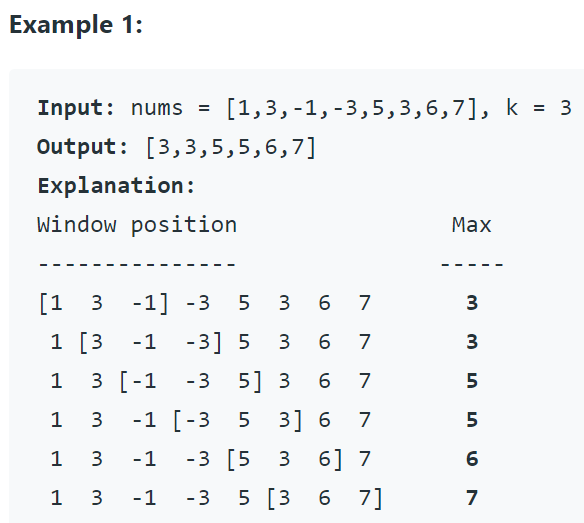 Example 1:
Input: nums = [1,3,-1,-3,5,3,6,7], k = 3
Output: [3,3,5,5,6,7]
Explanation:
Window position                Max
---------------               -----
[1  3  -1] -3  5  3  6  7       3
 1 [3  -1  -3] 5  3  6  7       3
 1  3 [-1  -3  5] 3  6  7       5
 1  3  -1 [-3  5  3] 6  7       5
 1  3  -1  -3 [5  3  6] 7       6
 1  3  -1  -3  5 [3  6  7]      7